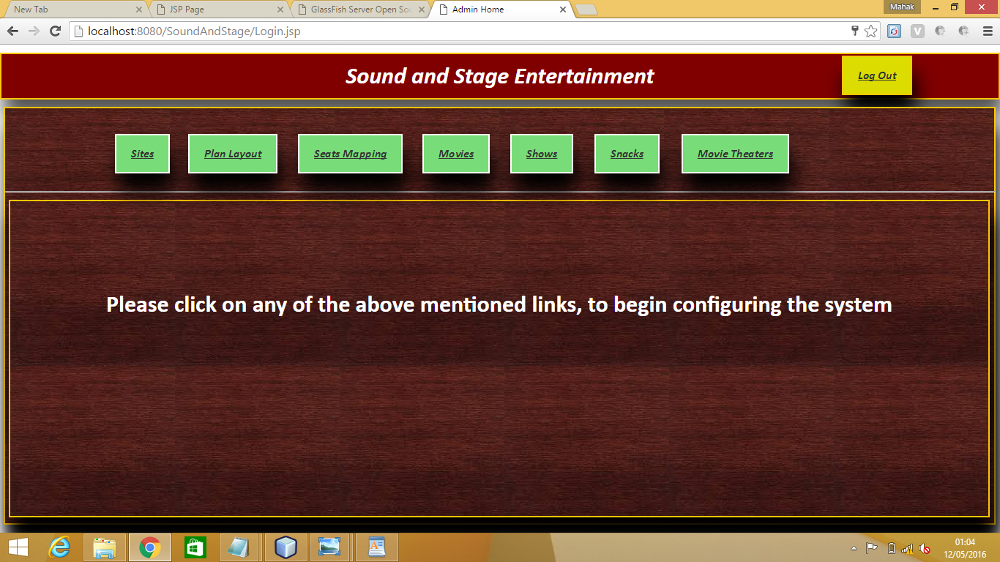 New Tab
JSP Page
GlassFish Server Open Sou
Admin Home
Mahak
localhost:8080/SoundAndStage/Login.jsp
Sound and Stage Entertainment
Log Out
Sites
Plan Layout
Seats Mapping
Movies
Shows
Snacks
Movie Theaters
Please click on any of the above mentioned links, to begin configuring the system
01:04
12/05/2016